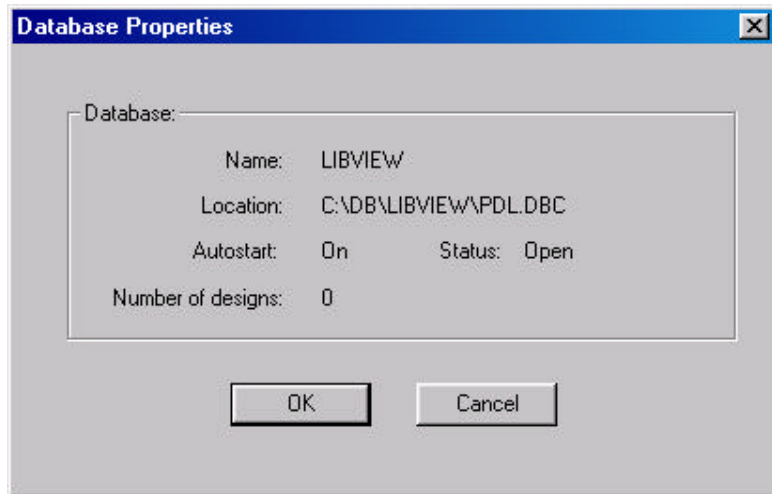 Database Properties
Database:
Name: LIBVIEW
Location: C:\DB\LIBVIEW\PDL.DBC
Autostart: On Status: Open
Number of designs: 0
OK Cancel